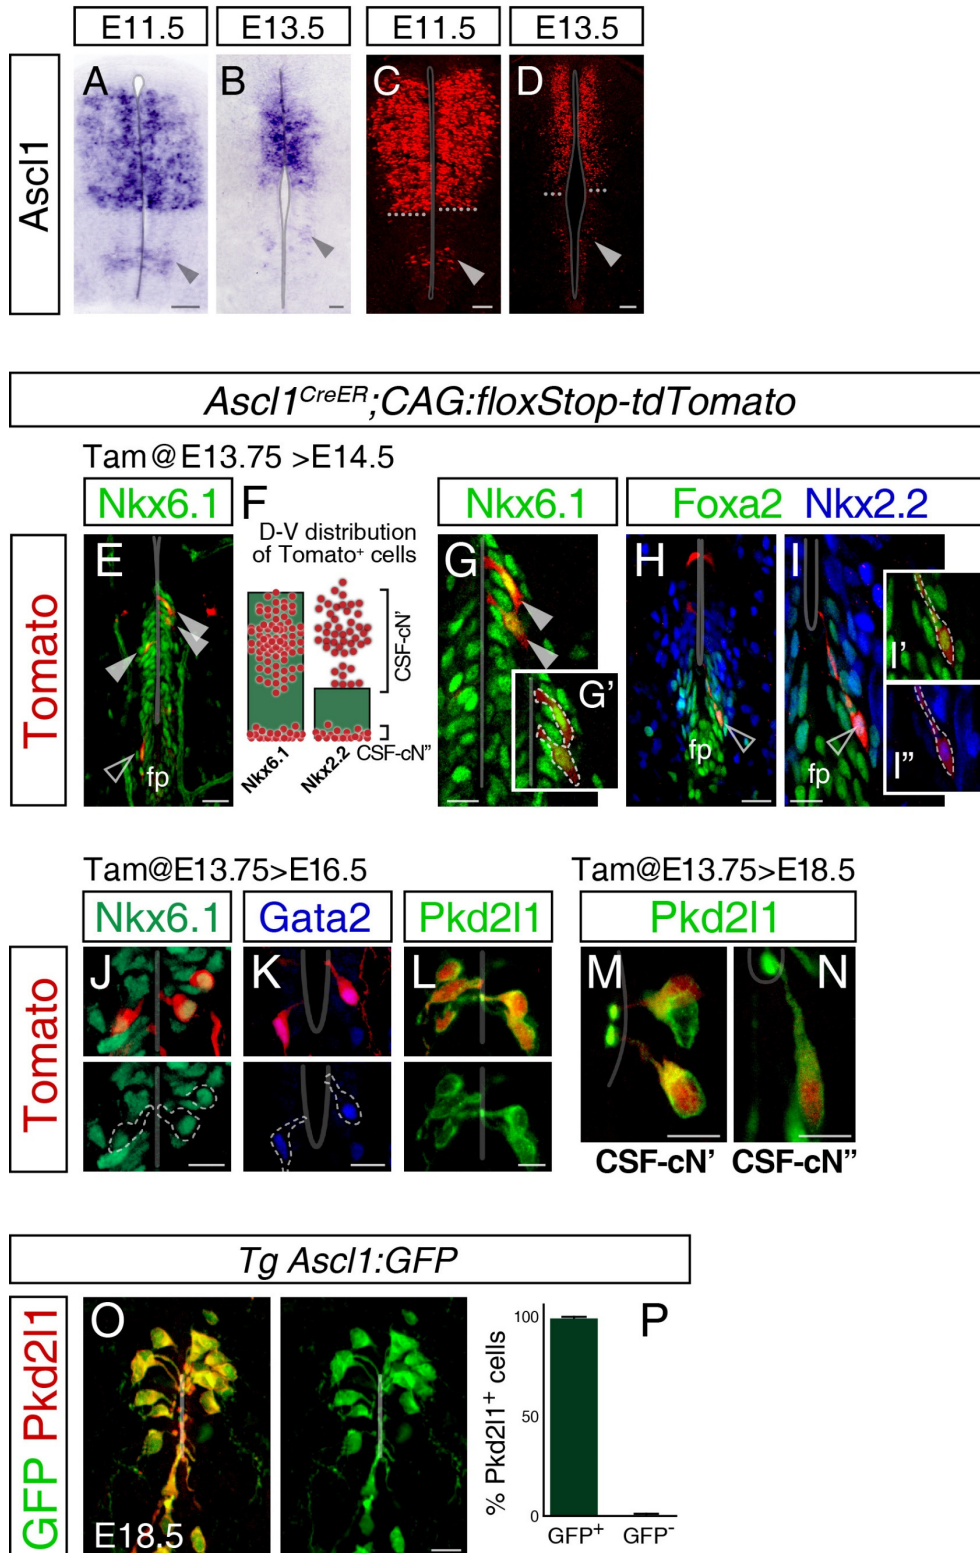 E11.5 E13.5 E11.5 E13.5
Ascl1
A B C D
Ascl1CreER;CAG:floxStop-tdTomato
Tam@E13.75 >E14.5
Nkx6.1 F Nkx6.1 Foxa2 Nkx2.2
D-V distribution
of Tomato+ cells
Tomato
E G H I
CSF-cN'
CSF-cN"
Nkx6.1 Nkx2.2
G' I' I"
fp fp fp
Tam@E13.75>E16.5 Tam@E13.75>E18.5
Nkx6.1 Gata2 Pkd2l1 Pkd2l1
Tomato
J K L M N
CSF-cN' CSF-cN"
Tg Ascl1:GFP
GFP Pkd2l1
O P
E18.5
% Pkd2l1+ cells
100
50
0
GFP+ GFP-